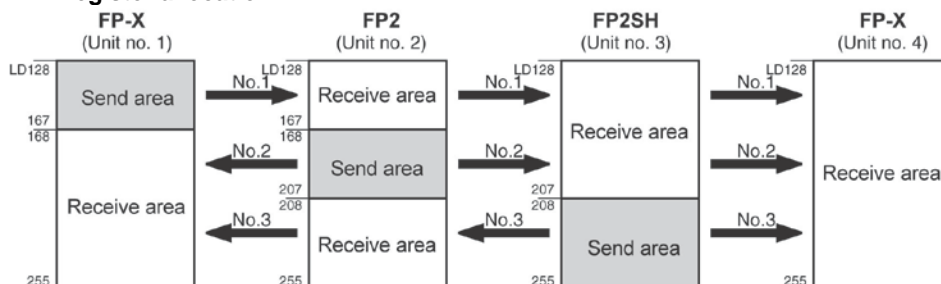 FP-X FP2 FP2SH FP-X
(Unit no. 1) (Unit no. 2) (Unit no. 3) (Unit no. 4)
LD128 LD128 LD128 LD128
Send area No.1 Receive area No.1 No.1
167 167
168 168
Receive area
No.2 Send area No.2 No.2
Receive area
Receive area
207 207
208 208
No.3 Receive area No.3 Send area No.3
255 255 255 255